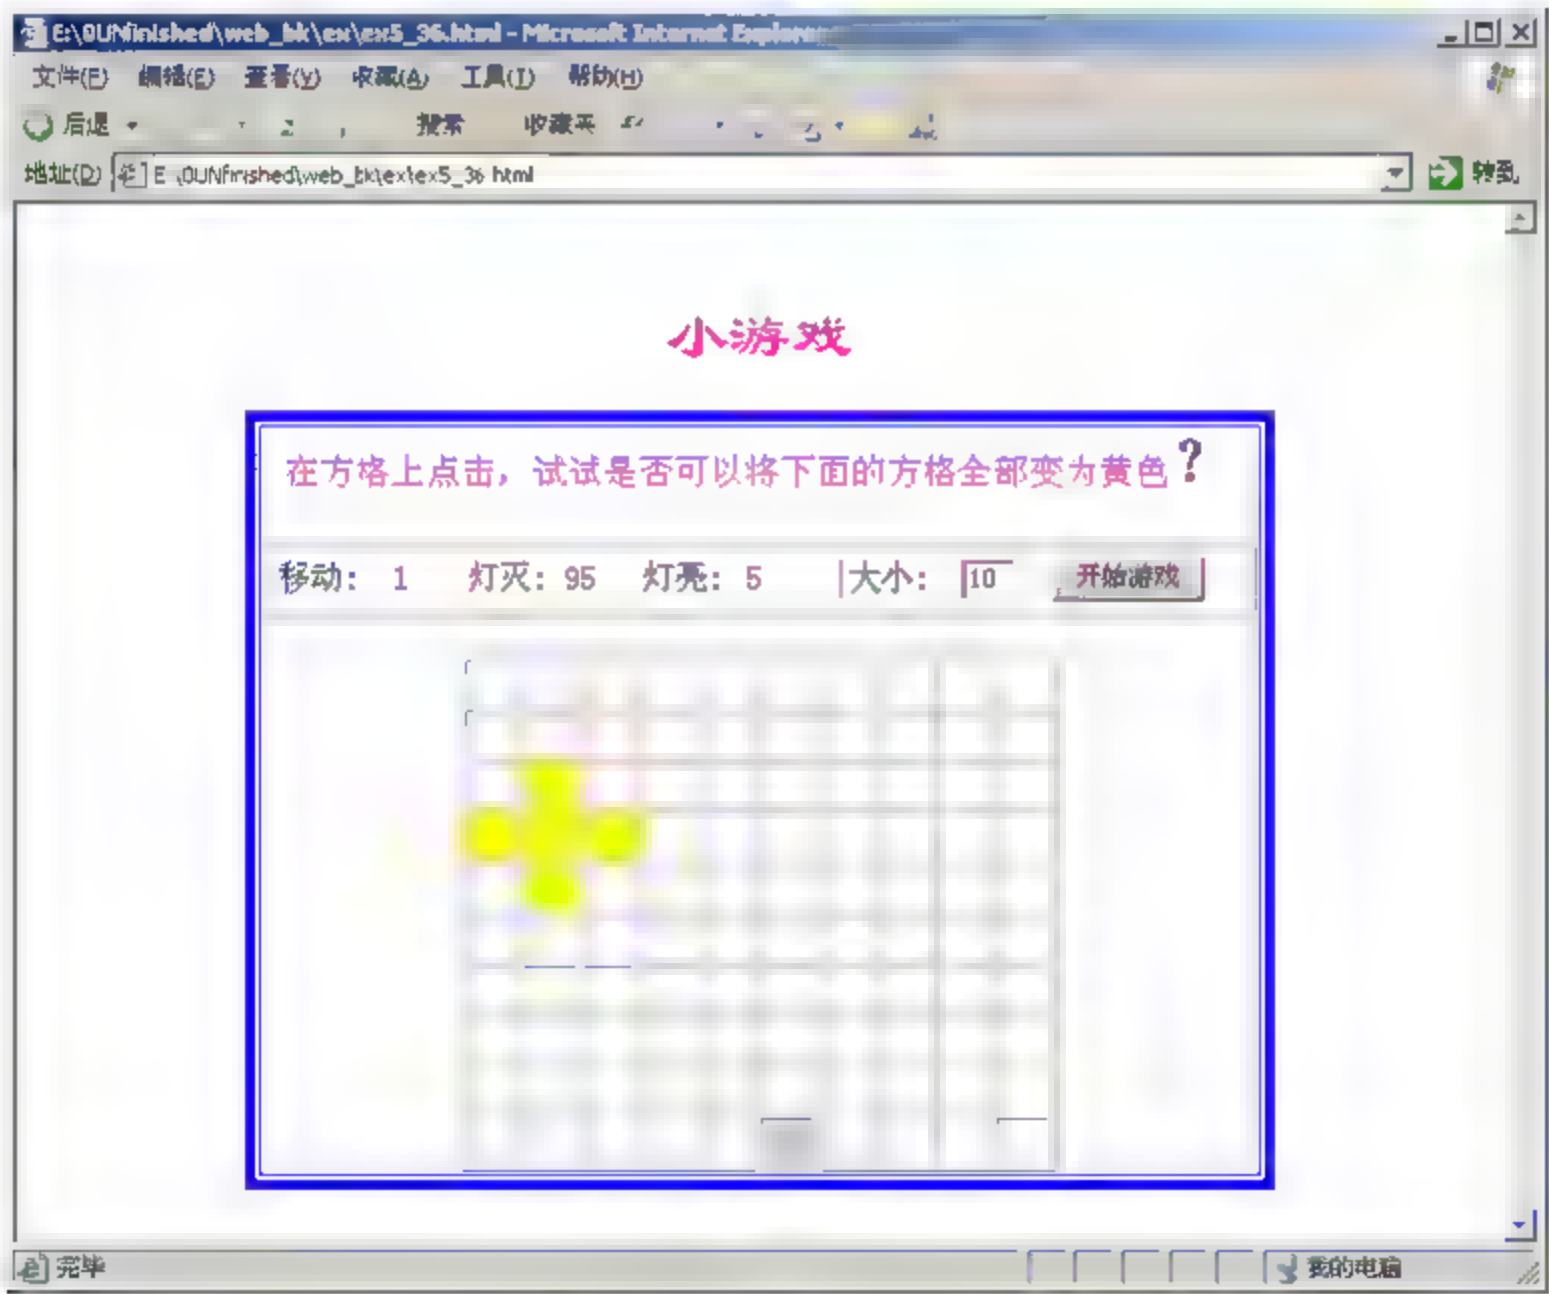 E:\0UNfinished\web_bk\ex\ex5_36.html - Microsoft Internet Explorer
文件(F) 编辑(E) 查看(V) 收藏(A) 工具(T) 帮助(H)
后退 搜索 收藏夹
地址(D) E:\0UNfinished\web_bk\ex\ex5_36.html 转到
小游戏
在方格上点击，试试是否可以将下面的方格全部变为黄色？
移动： 1 灯灭：95 灯亮：5 大小： 10 开始游戏
完毕 我的电脑